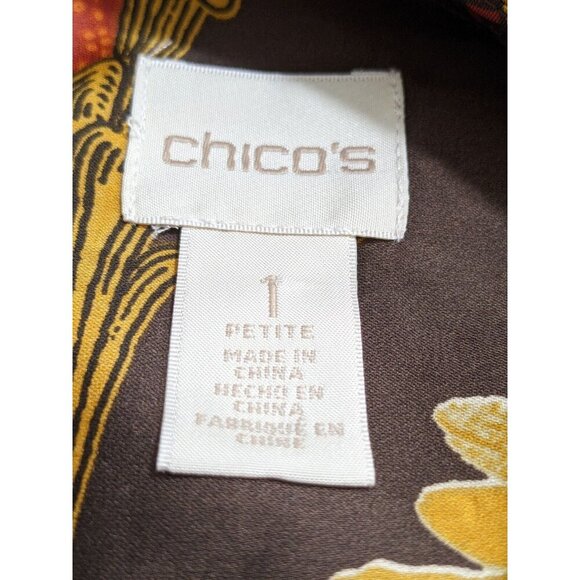 chico's
1
PETITE
MADE IN
CHINA
HECHO EN
CHINA
FABRIQUÉ EN
CHINE